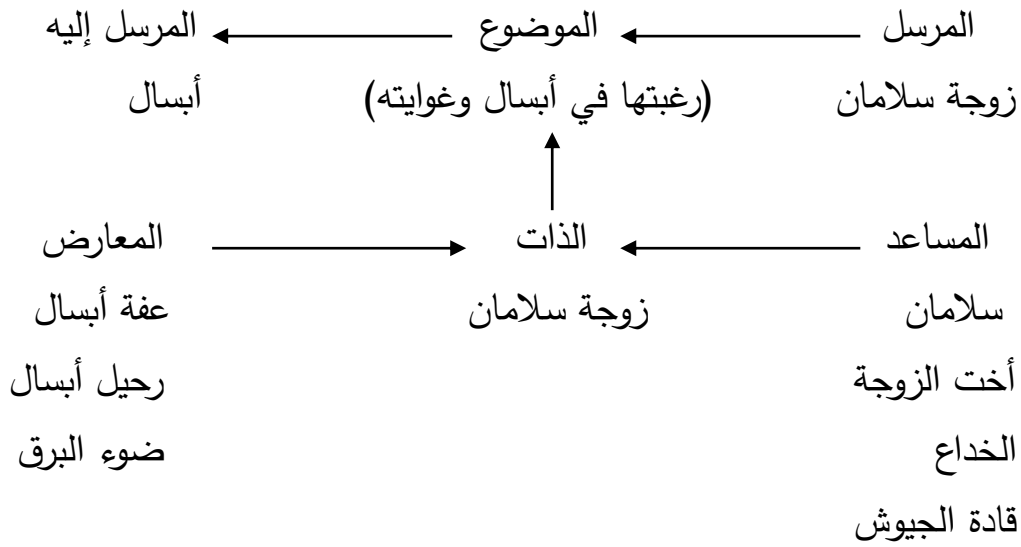 المرسل الموضوع المرسل إليه
زوجة سلامان (رغبتها في أبسال وغوايته) أبسال
المساعد الذات المعارض
سلامان زوجة سلامان عفة أبسال
أخت الزوجة رحيل أبسال
الخداع ضوء البرق
قادة الجيوش